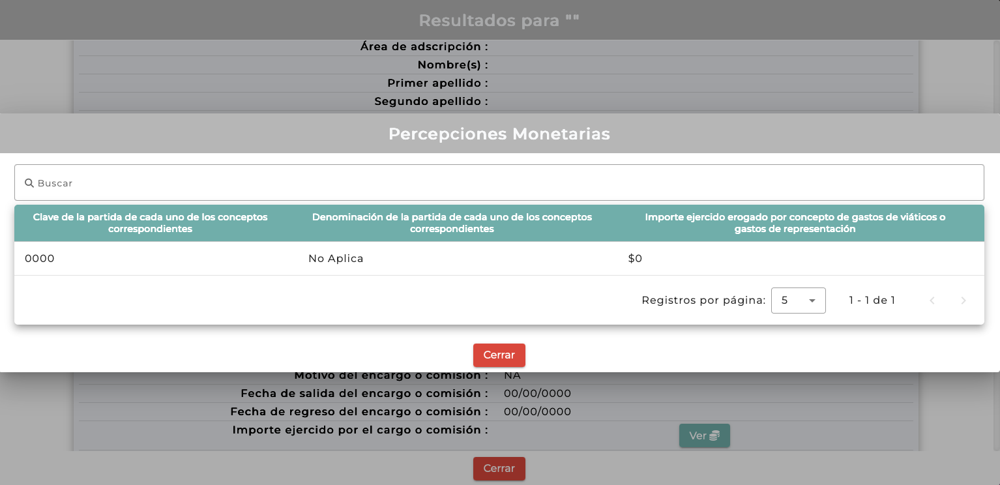 Resultados para ""
Área de adscripción :
Nombre(s) :
Primer apellido :
Segundo apellido :
Percepciones Monetarias
Buscar
Clave de la partida de cada uno de los conceptos
correspondientes
Denominación de la partida de cada uno de los conceptos
correspondientes
Importe ejercido erogado por concepto de gastos de viáticos o
gastos de representación
0000 No Aplica $0
Registros por página: 5 1 - 1 de 1
Cerrar
Motivo del encargo o comisión : NA
Fecha de salida del encargo o comisión : 00/00/0000
Fecha de regreso del encargo o comisión : 00/00/0000
Importe ejercido por el cargo o comisión : Ver
Cerrar